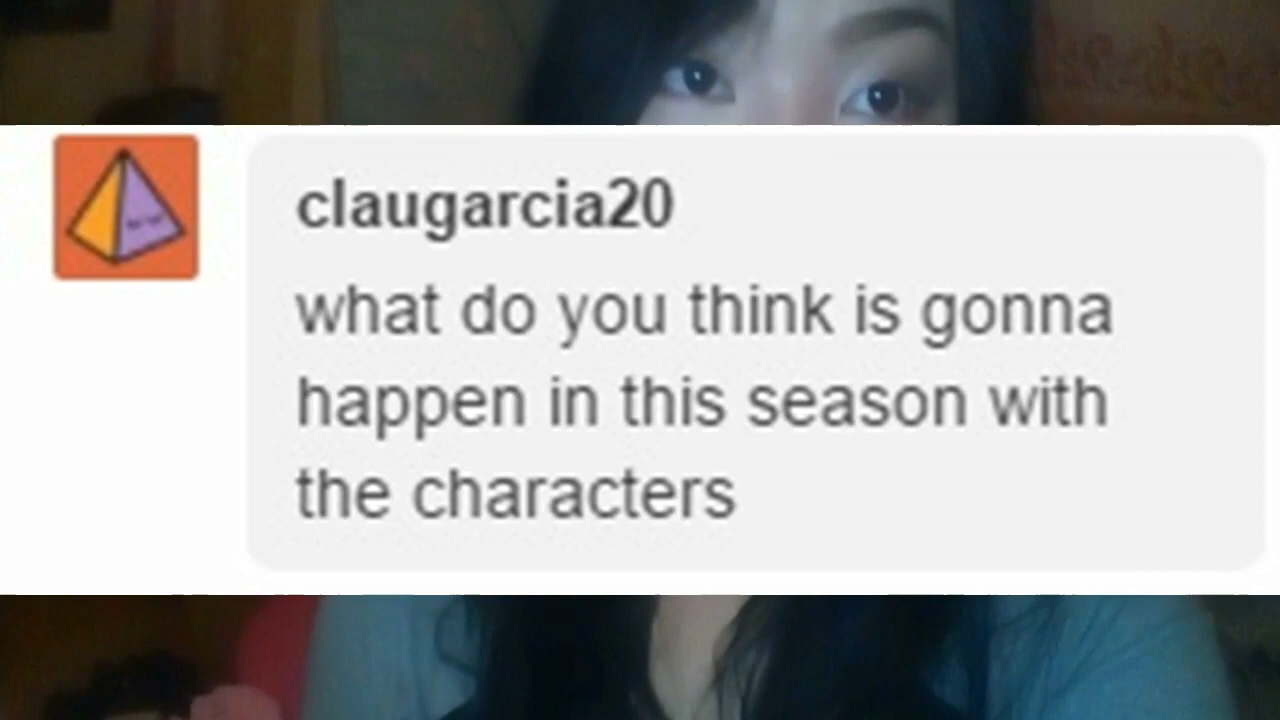 claugarcia20
what do you think is gonna
happen in this season with
the characters